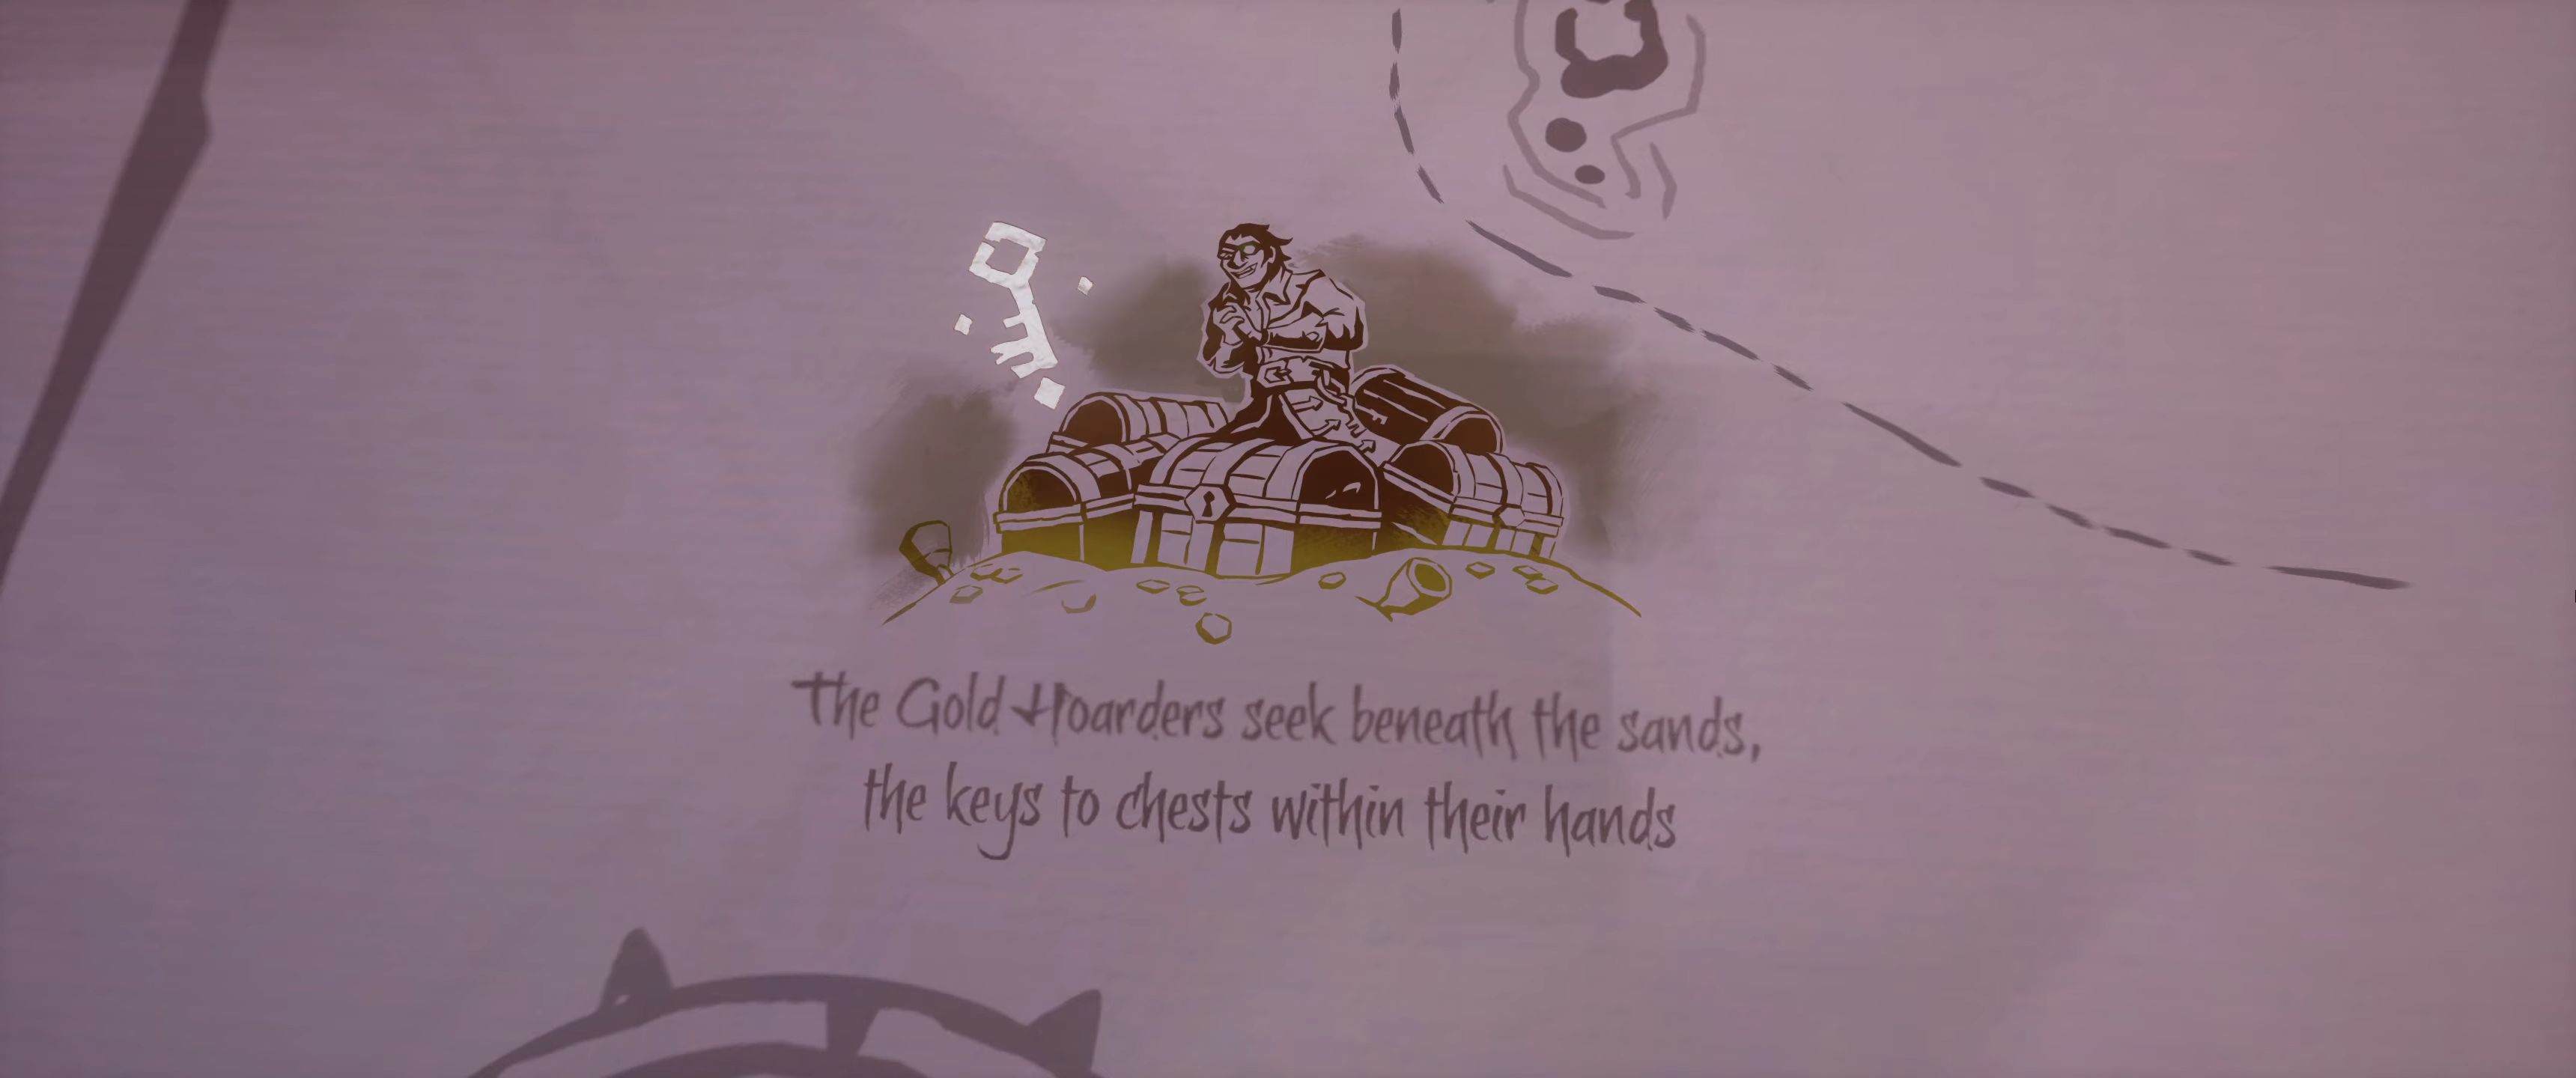 The Gold Hoarders seek beneath the sands,
the keys to chests within their hands